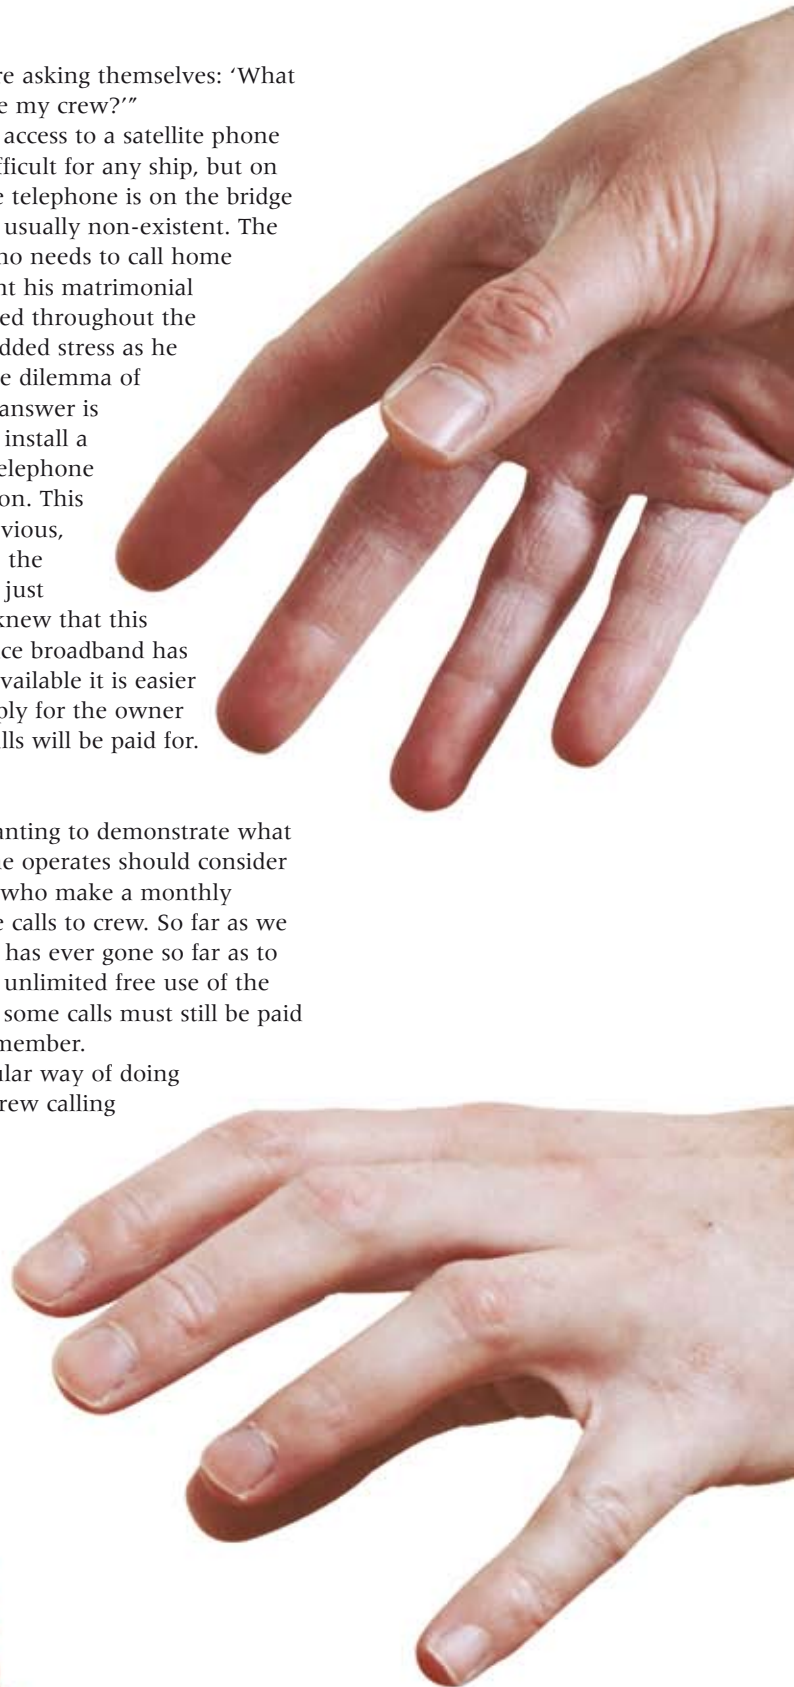 re asking themselves: ‘What
e my crew?’”
access to a satellite phone
fficult for any ship, but on
e telephone is on the bridge
usually non-existent. The
ho needs to call home
nt his matrimonial
ed throughout the
dded stress as he
e dilemma of
answer is
install a
elephone
on. This
vious,
the
just
knew that this
ce broadband has
vailable it is easier
ply for the owner
lls will be paid for.
anting to demonstrate what
he operates should consider
who make a monthly
e calls to crew. So far as we
has ever gone so far as to
unlimited free use of the
some calls must still be paid
member.
ular way of doing
rew calling